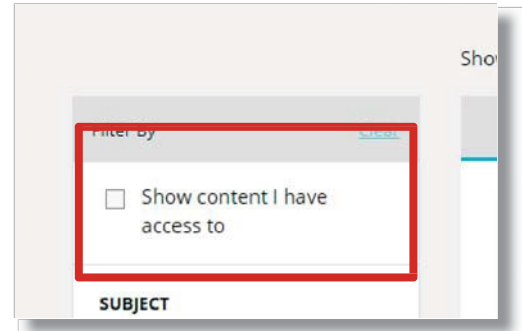 Sho
Filter By Clear
Show content I have
access to
SUBJECT